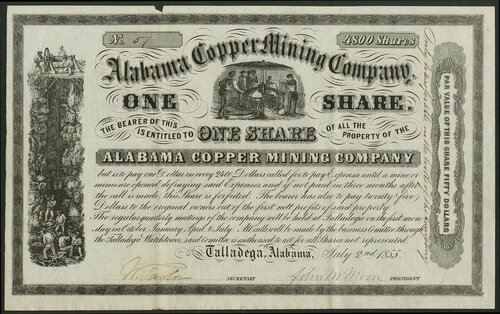 No. 57
4800 Shares
Alabama Copper Mining Company.
ONE SHARE.
THE BEARER OF THIS IS ENTITLED TO ONE SHARE OF ALL THE PROPERTY OF THE
ALABAMA COPPER MINING COMPANY
but is to pay one Dollar in every 2400 Dollars called for to pay Expenses until a mine or
mines are opened defraying said Expenses and if not paid in three months after
the call is made, this Share is forfeited. The bearer has also to pay twenty five
Dollars to the original owners out of the first nett profits of said property.
The regular quarterly meetings of the company will be held at Talladega on the first mon-
day in October, January, April & July. All calls will be made by the business Comittee through
the Talladega Watchtower, said Comittee is authorised to act for all Shares not represented.
Talladega, Alabama, July 2nd 1855.
SECRETARY
John M. Moore PRESIDENT
PAR VALUE OF THIS SHARE FIFTY DOLLARS